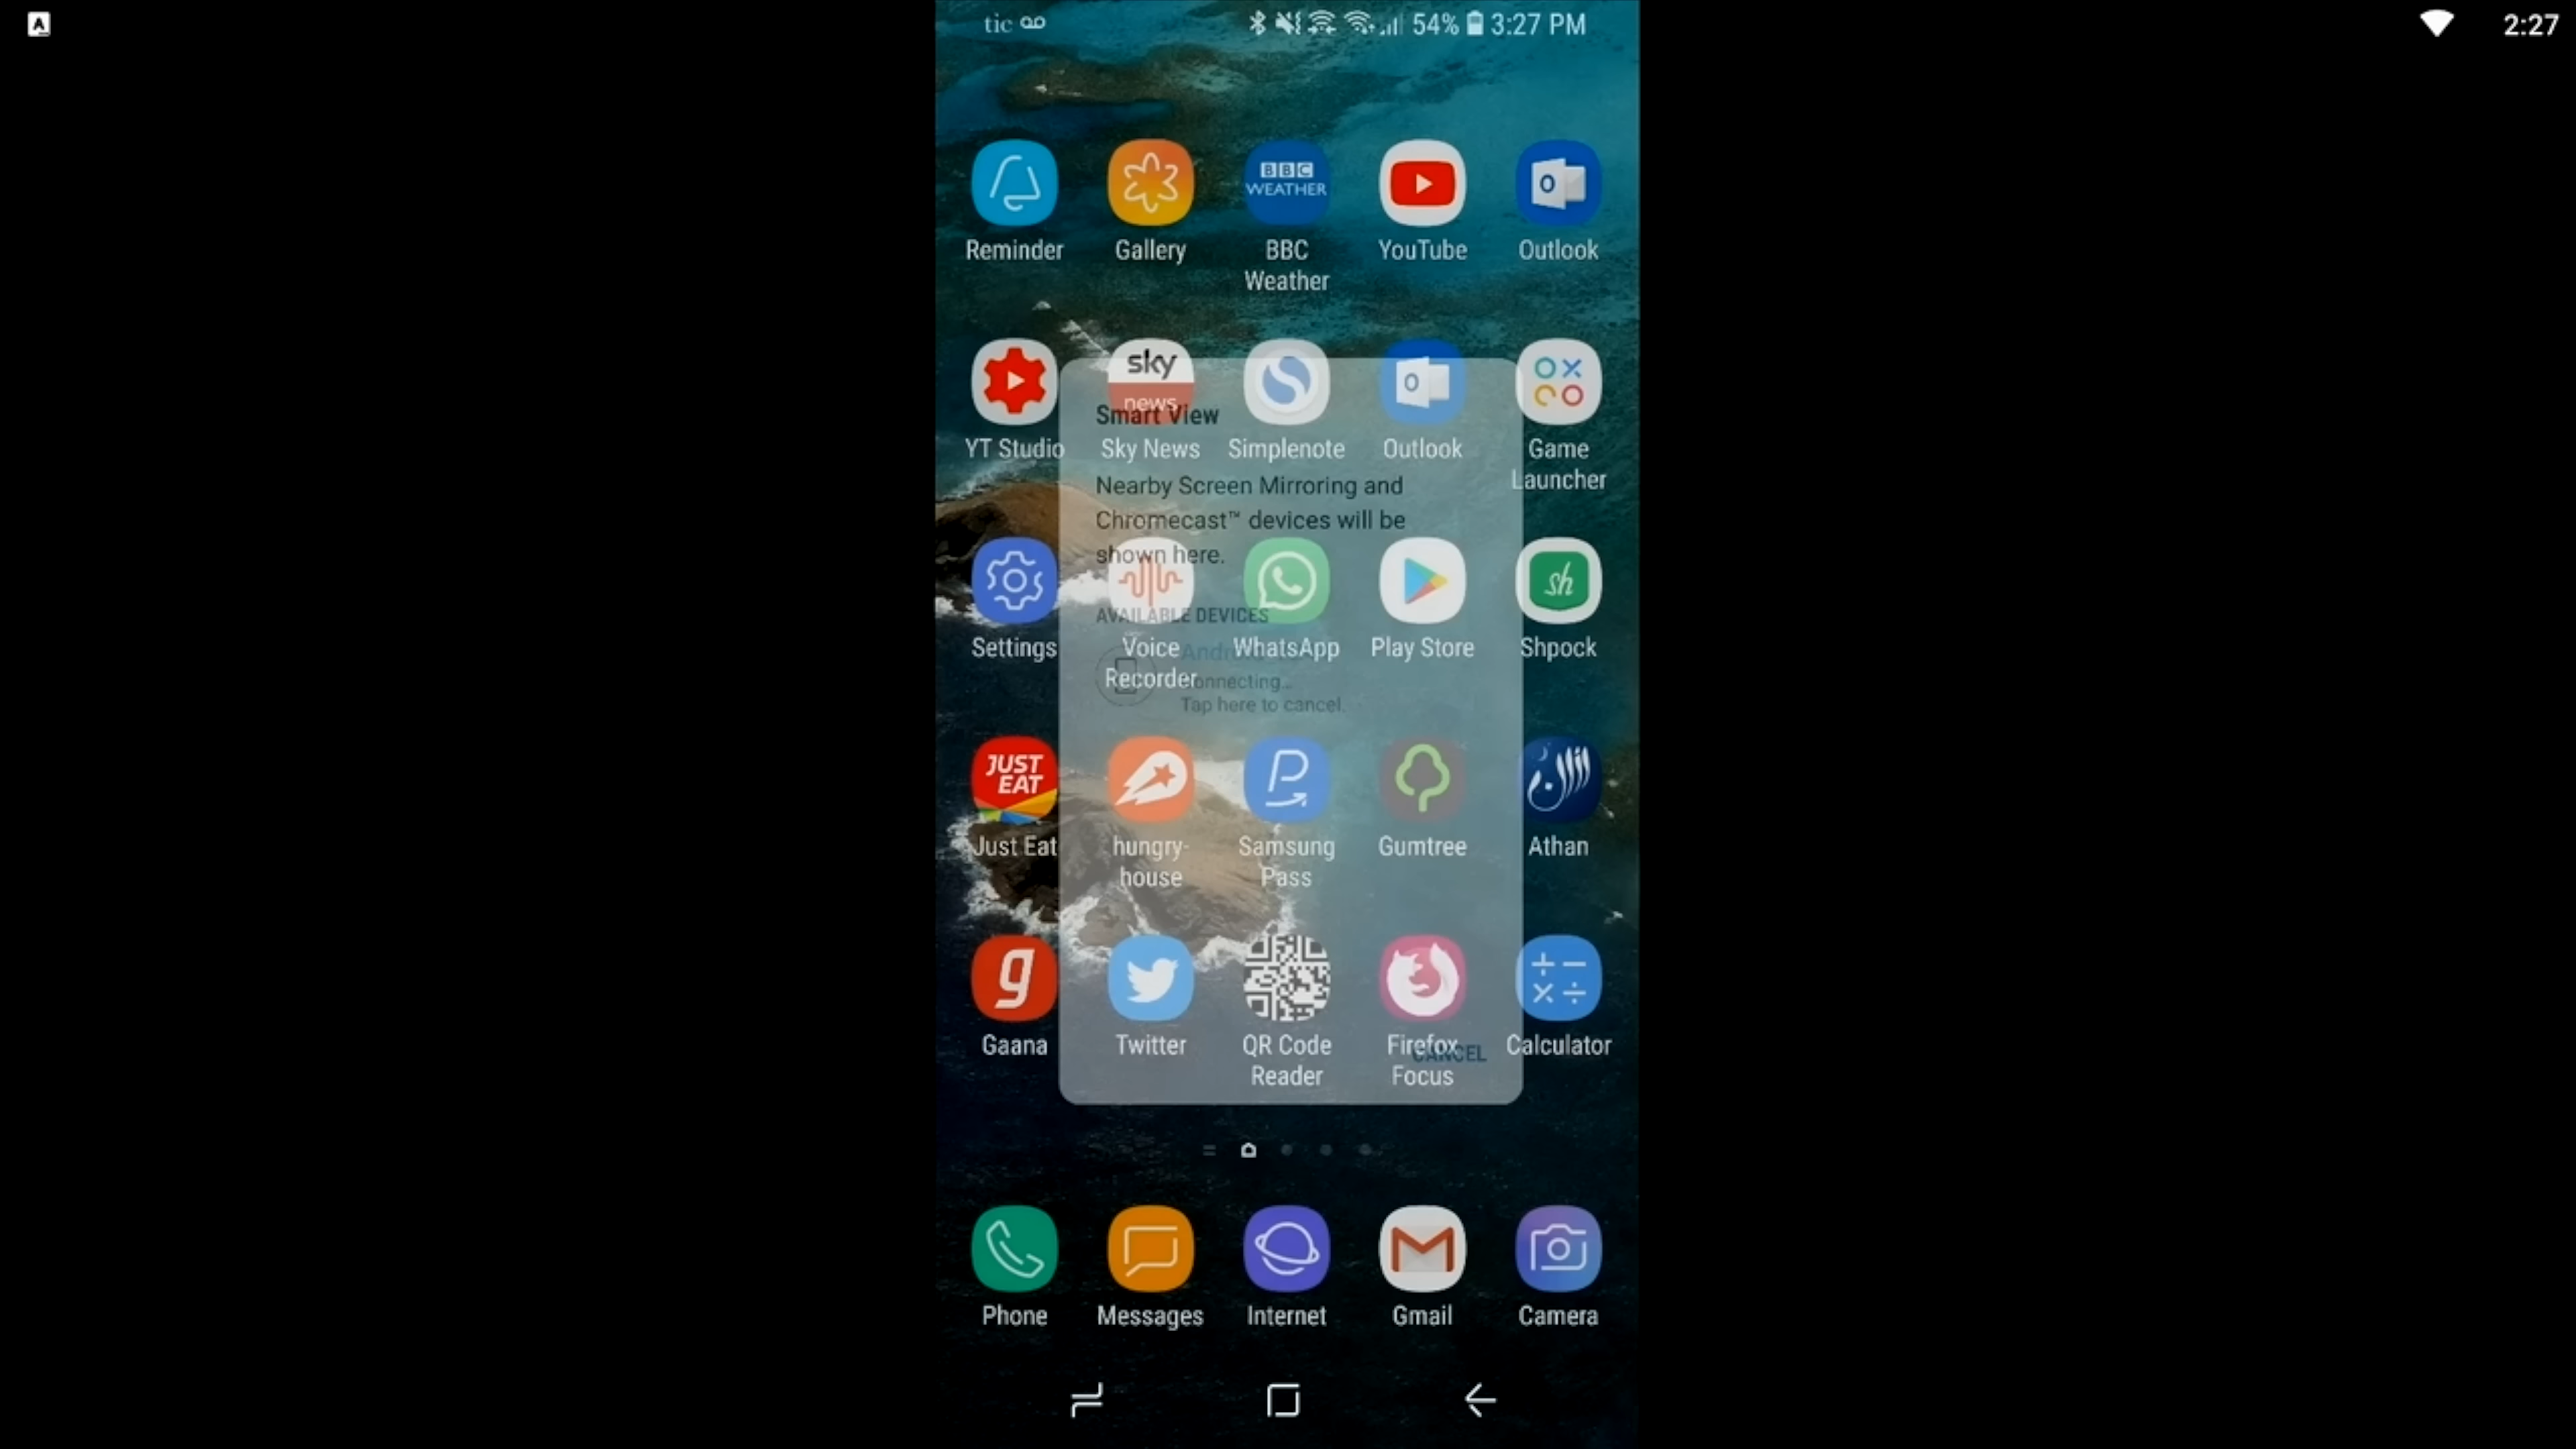 A
2:27
tic
54%
3:27 PM
BBC
WEATHER
Reminder
Gallery
BBC
Weather
YouTube
Outlook
sky
news
Smart View
YT Studio
Sky News
Simplenote
Outlook
Game
Launcher
Nearby Screen Mirroring and
Chromecast™ devices will be
shown here.
sh
AVAILABLE DEVICES
Settings
Voice
Recorder
WhatsApp
Play Store
Shpock
Connecting...
Tap here to cancel.
JUST
EAT
Just Eat
hungry-
house
Samsung
Pass
Gumtree
Athan
g
Gaana
Twitter
QR Code
Reader
Firefox
Focus
Calculator
CANCEL
Phone
Messages
Internet
Gmail
Camera